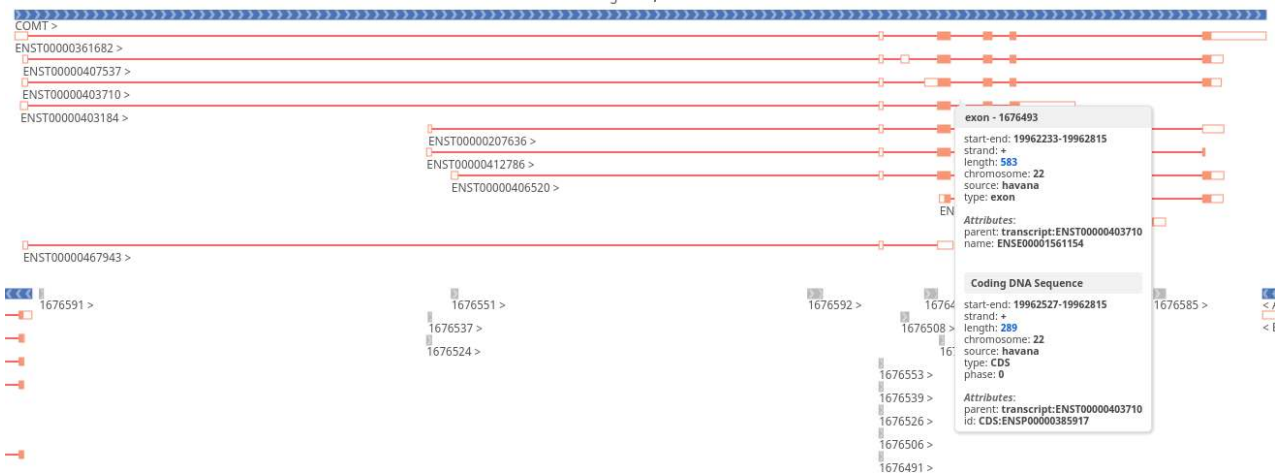 COMT >
ENST00000361682 >
ENST00000407537 >
ENST00000403710 >
ENST00000403184 >
ENST00000207636 >
ENST00000412786 >
ENST00000406520 >
EN
ENST00000467943 >
exon - 1676493
start-end: 19962233-19962815
strand: +
length: 583
chromosome: 22
source: havana
type: exon
Attributes:
parent: transcript:ENST00000403710
name: ENSE00001561154
Coding DNA Sequence
start-end: 19962527-19962815
strand: +
length: 289
chromosome: 22
source: havana
type: CDS
phase: 0
Attributes:
parent: transcript:ENST00000403710
id: CDS:ENSP00000385917
1676591 >
1676551 >
1676592 >
16764
1676585 >
< A
1676537 >
1676508 >
< E
1676524 >
16
1676553 >
1676539 >
1676526 >
1676506 >
1676491 >